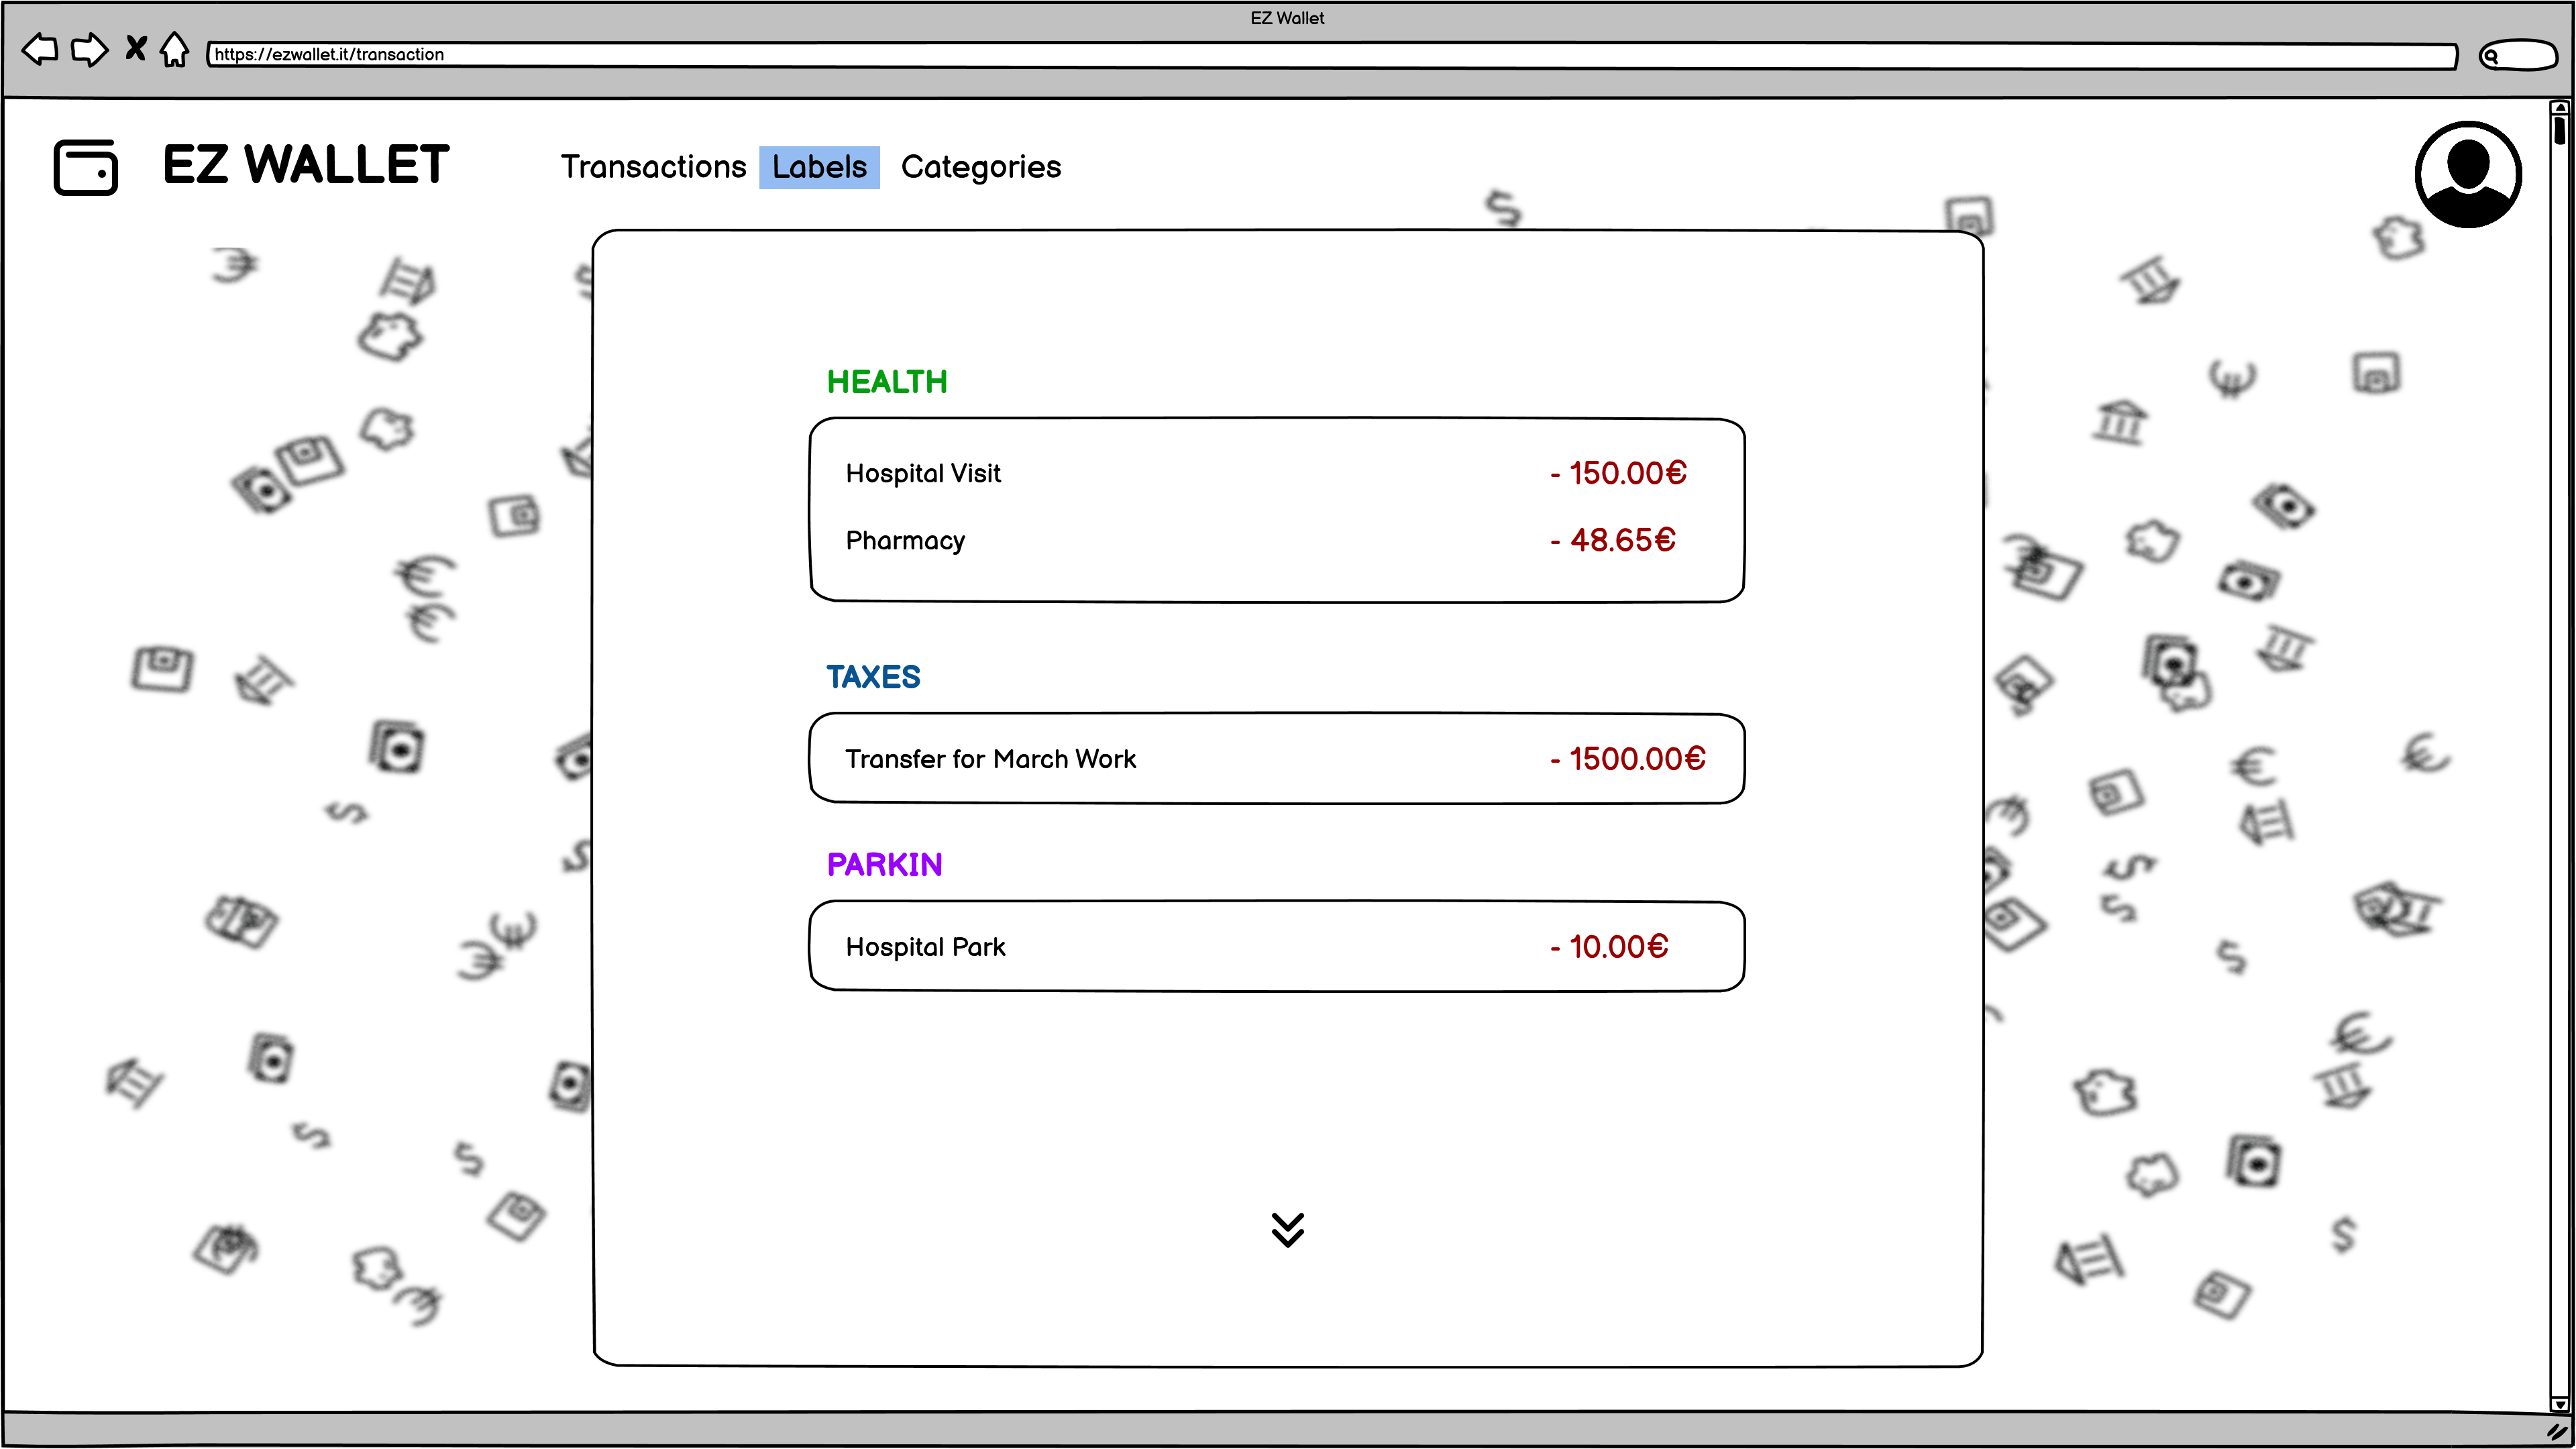 EZ Wallet
https://ezwallet.it/transaction
EZ WALLET Transactions Labels Categories
HEALTH
Hospital Visit - 150.00€
Pharmacy - 48.65€
TAXES
Transfer for March Work - 1500.00€
PARKIN
Hospital Park - 10.00€